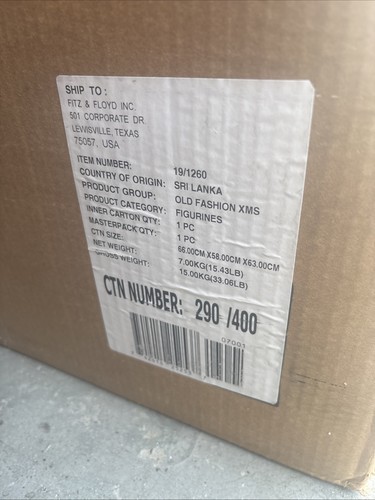 SHIP TO :
FITZ & FLOYD INC.
501 CORPORATE DR
LEWISVILLE, TEXAS
75057, USA
ITEM NUMBER: 19/1260
COUNTRY OF ORIGIN: SRI LANKA
PRODUCT GROUP: OLD FASHION XMS
PRODUCT CATEGORY: FIGURINES
INNER CARTON QTY: 1 PC
MASTERPACK QTY: 1 PC
CTN SIZE: 66.00CM X58.00CM X63.00CM
NET WEIGHT: 7.00KG(15.43LB)
GROSS WEIGHT: 15.00KG(33.06LB)
CTN NUMBER: 290 /400
07001